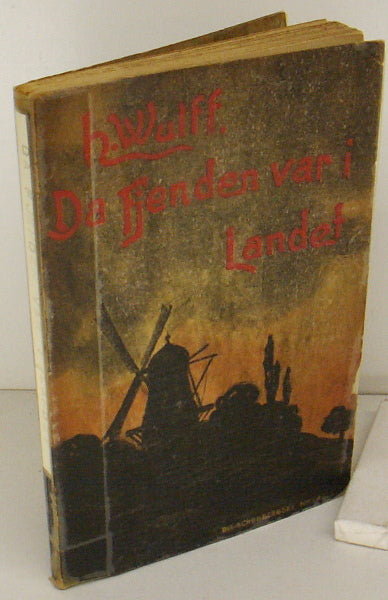 h. Wulff.
Da Fjenden var i
Landet